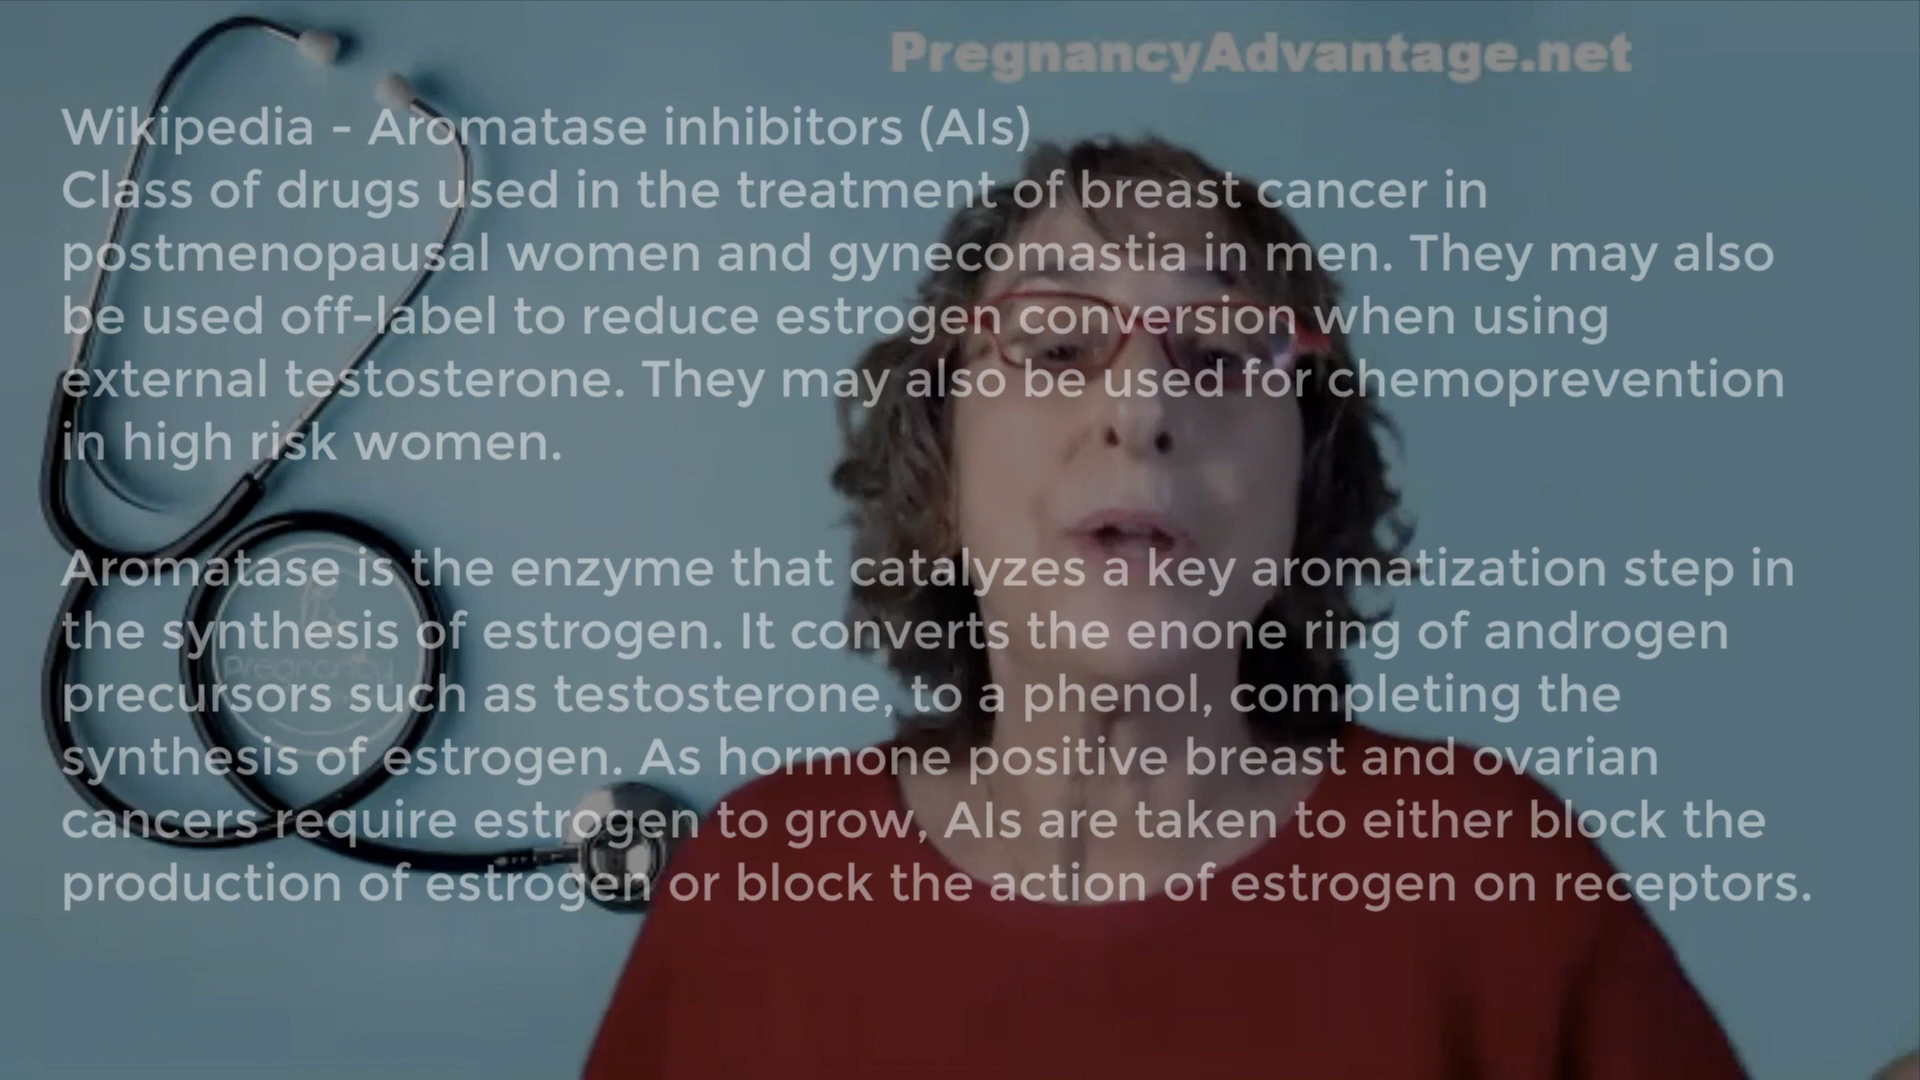 PregnancyAdvantage.net
Wikipedia - Aromatase inhibitors (AIs)
Class of drugs used in the treatment of breast cancer in
postmenopausal women and gynecomastia in men. They may also
be used off-label to reduce estrogen conversion when using
external testosterone. They may also be used for chemoprevention
in high risk women.
Aromatase is the enzyme that catalyzes a key aromatization step in
the synthesis of estrogen. It converts the enone ring of androgen
precursors such as testosterone, to a phenol, completing the
synthesis of estrogen. As hormone positive breast and ovarian
cancers require estrogen to grow, AIs are taken to either block the
production of estrogen or block the action of estrogen on receptors.
Pregnancy